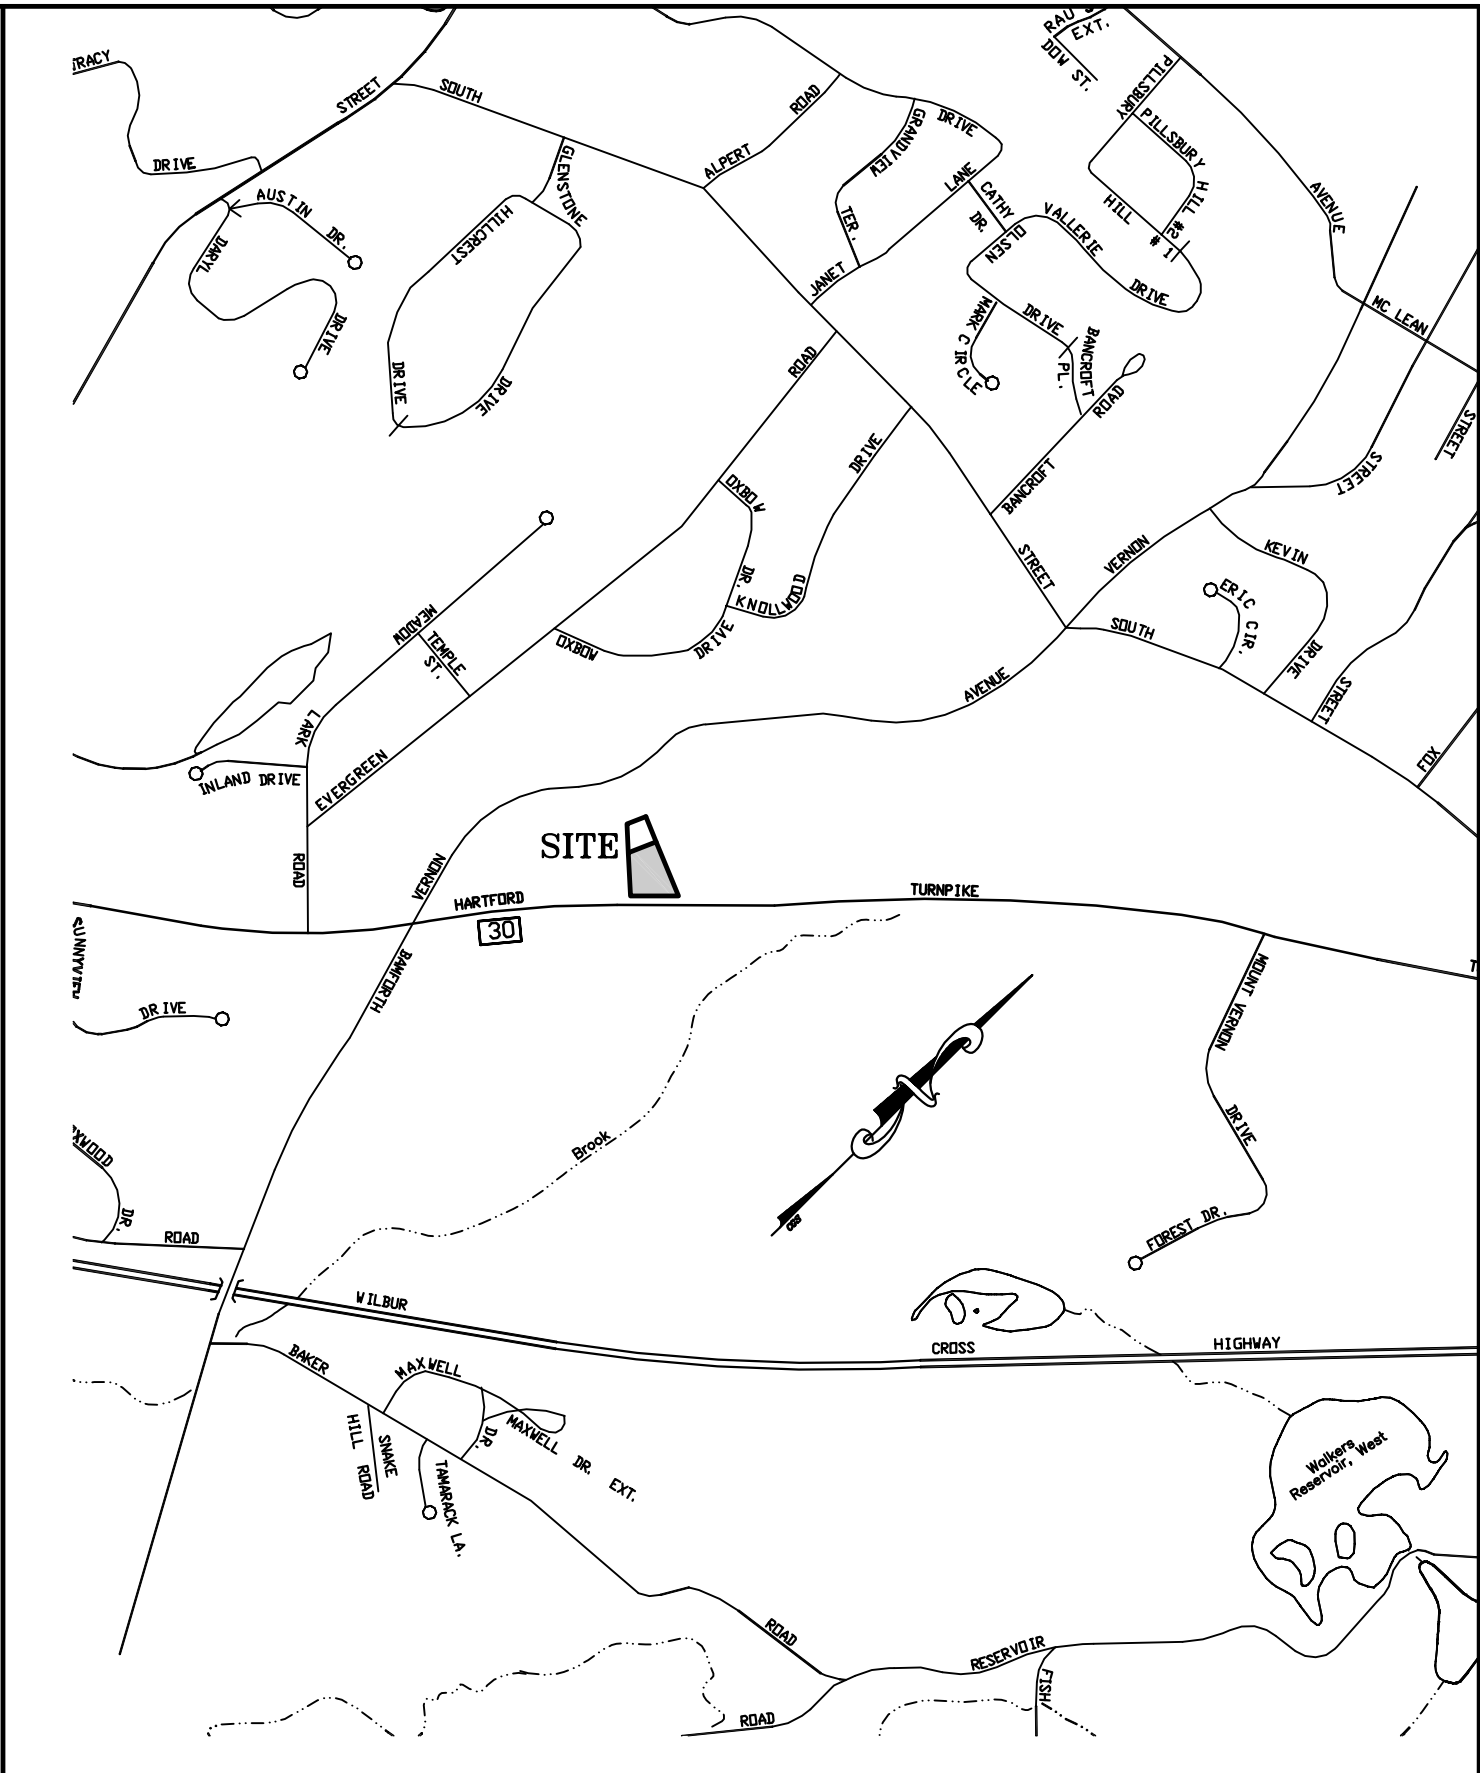 RAU S
EXT.
DOW ST.
TRACY
DRIVE
STREET
SOUTH
ALPERT
ROAD
GRANDVIEW
TER.
DRIVE
LANE
JANET
CATHY
DR.
OLSEN
VALLERIE
DRIVE
PILLSBURY
HILL
# 1
PILLSBURY
HILL
#2
AVENUE
MC LEAN
STREET
STREET
AUSTIN
DR.
DARYL
DRIVE
GLENSTONE
HILLCREST
DRIVE
DRIVE
MARK CIRCLE
DRIVE
BANCROFT
PL.
BANCROFT
ROAD
ROAD
DRIVE
OXBOW
DR.
KNOLLWOOD
OXBOW
DRIVE
STREET
VERNON
AVENUE
KEVIN
DRIVE
ERIC CIR.
SOUTH
STREET
FOX
MEADOW
TEMPLE
ST.
LARK
INLAND DRIVE
EVERGREEN
ROAD
SITE
VERNON
HARTFORD
TURNPIKE
30
BAMFORTH
SUNNYVIEW
DRIVE
MOUNT VERNON
DRIVE
FOREST DR.
Brook
OXWOOD
DR.
ROAD
WILBUR
CROSS
HIGHWAY
BAKER
MAXWELL
DR.
MAXWELL DR. EXT.
SNAKE
HILL ROAD
TAMARACK LA.
Walkers
Reservoir, West
ROAD
RESERVOIR
FISH
ROAD